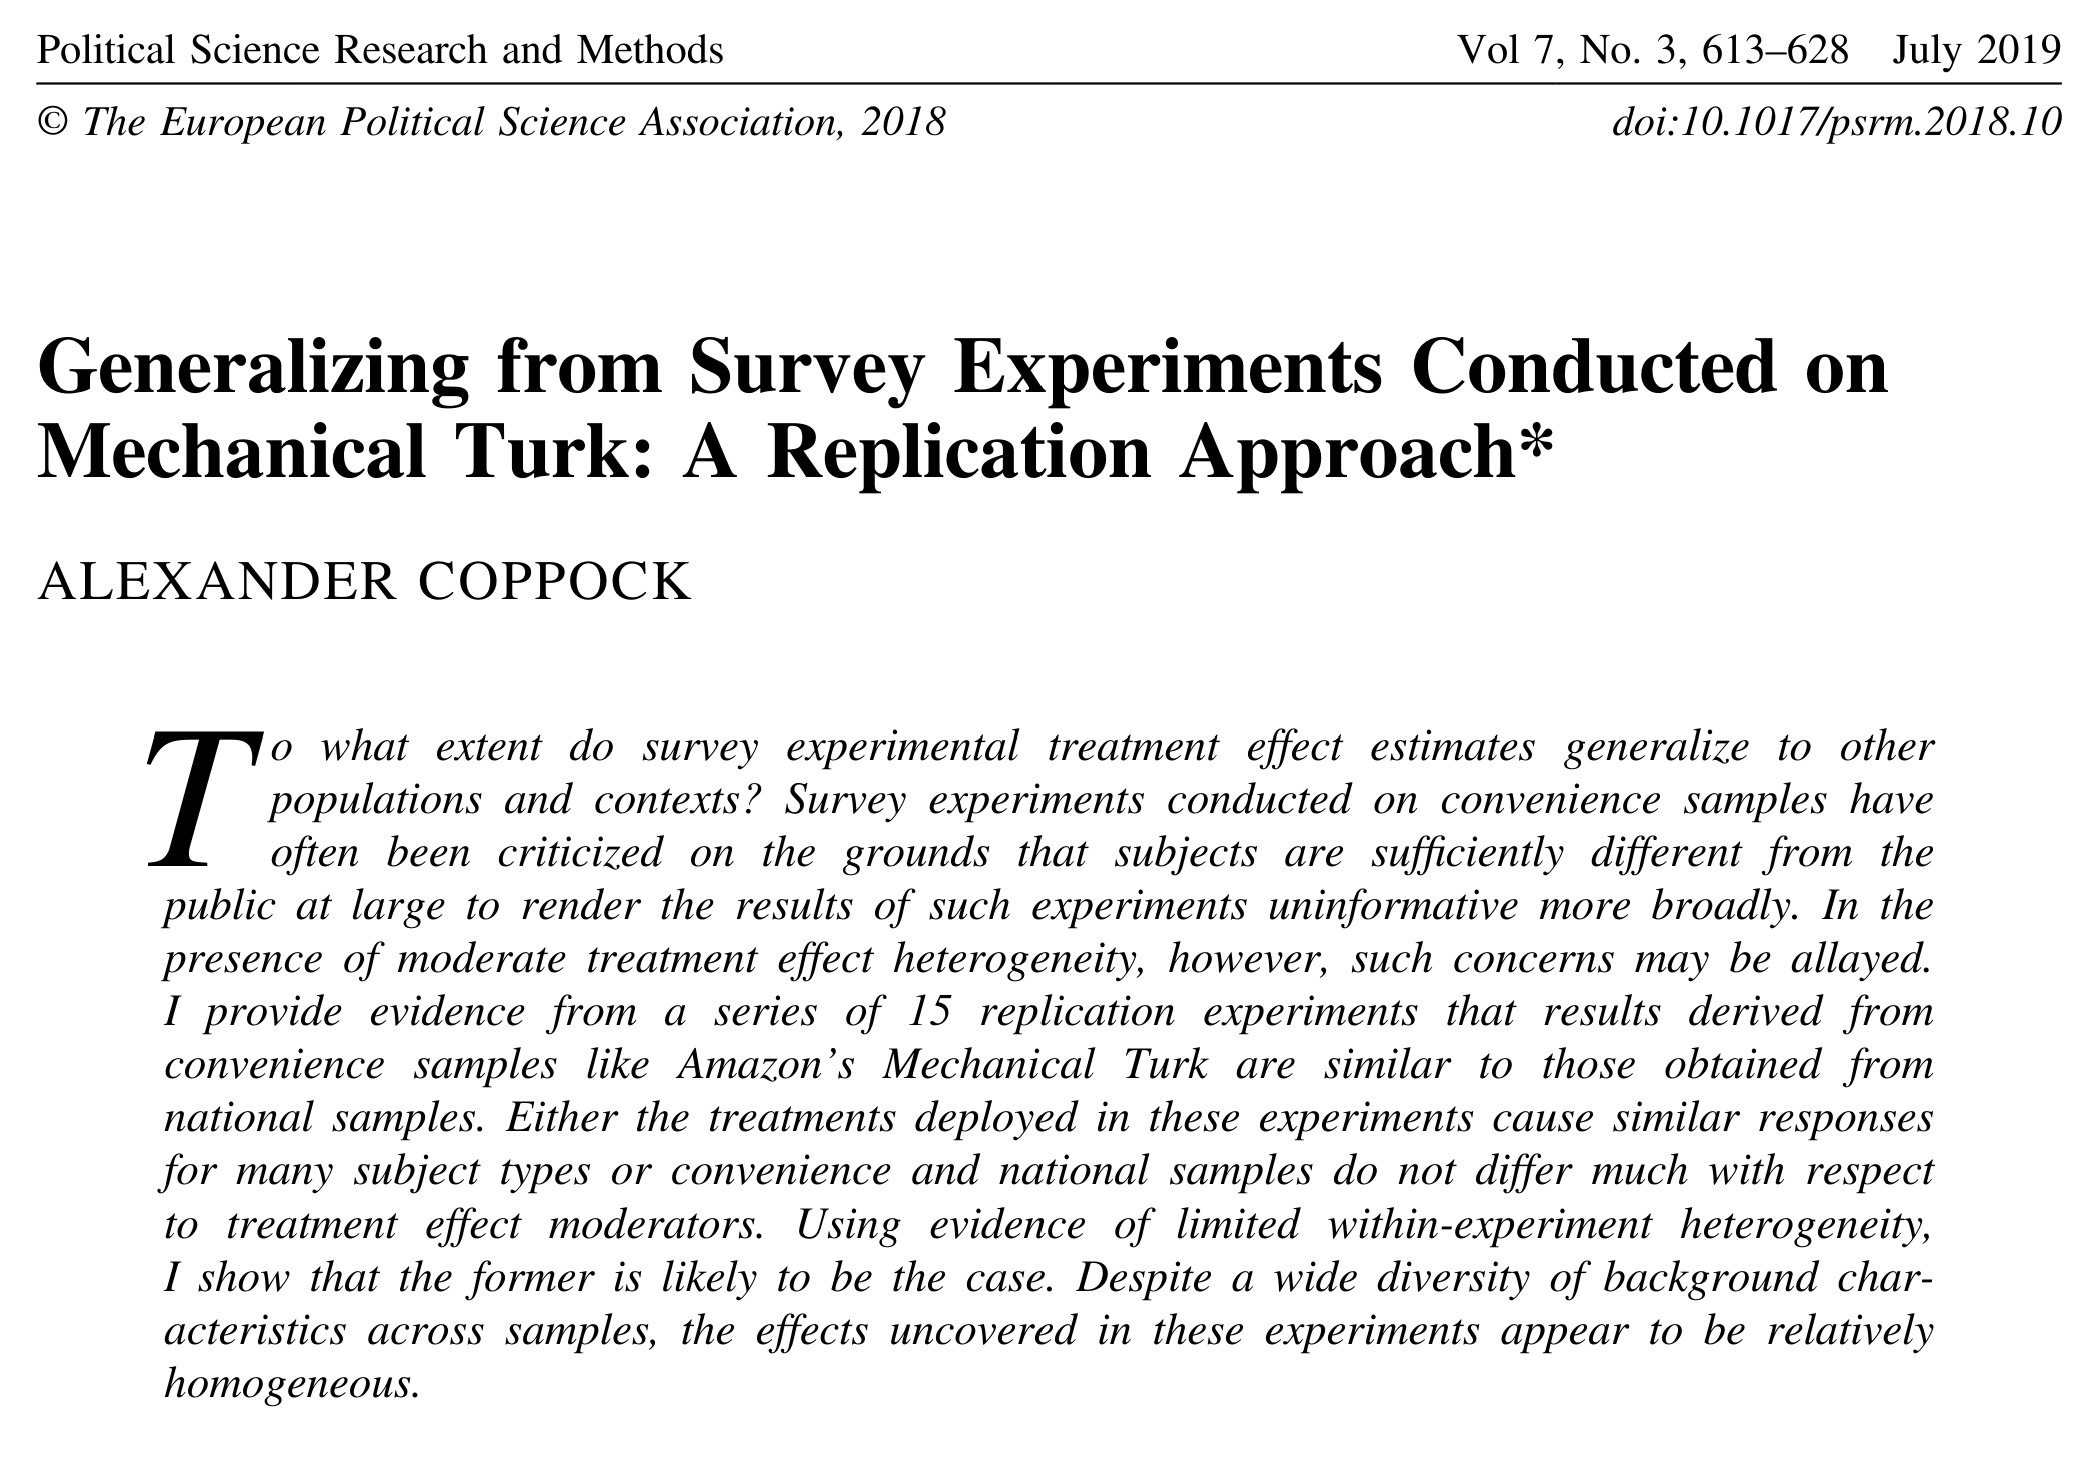 Political Science Research and Methods Vol 7, No. 3, 613–628 July 2019
© The European Political Science Association, 2018 doi:10.1017/psrm.2018.10
Generalizing from Survey Experiments Conducted on
Mechanical Turk: A Replication Approach*
ALEXANDER COPPOCK
To what extent do survey experimental treatment effect estimates generalize to other
populations and contexts? Survey experiments conducted on convenience samples have
often been criticized on the grounds that subjects are sufficiently different from the
public at large to render the results of such experiments uninformative more broadly. In the
presence of moderate treatment effect heterogeneity, however, such concerns may be allayed.
I provide evidence from a series of 15 replication experiments that results derived from
convenience samples like Amazon's Mechanical Turk are similar to those obtained from
national samples. Either the treatments deployed in these experiments cause similar responses
for many subject types or convenience and national samples do not differ much with respect
to treatment effect moderators. Using evidence of limited within-experiment heterogeneity,
I show that the former is likely to be the case. Despite a wide diversity of background char-
acteristics across samples, the effects uncovered in these experiments appear to be relatively
homogeneous.